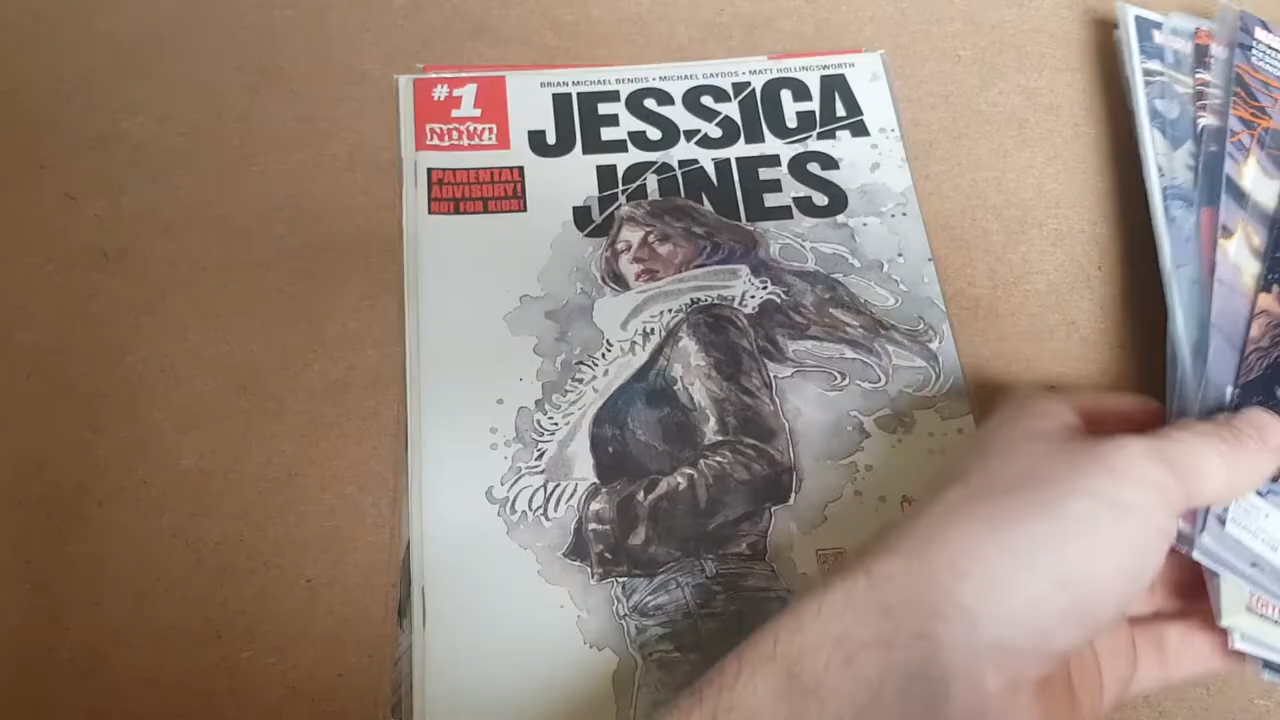 BRIAN MICHAEL BENDIS • MICHAEL GAYDOS • MATT HOLLINGSWORTH
#1
NOW!
JESSICA
JONES
PARENTAL
ADVISORY!
NOT FOR KIDS!